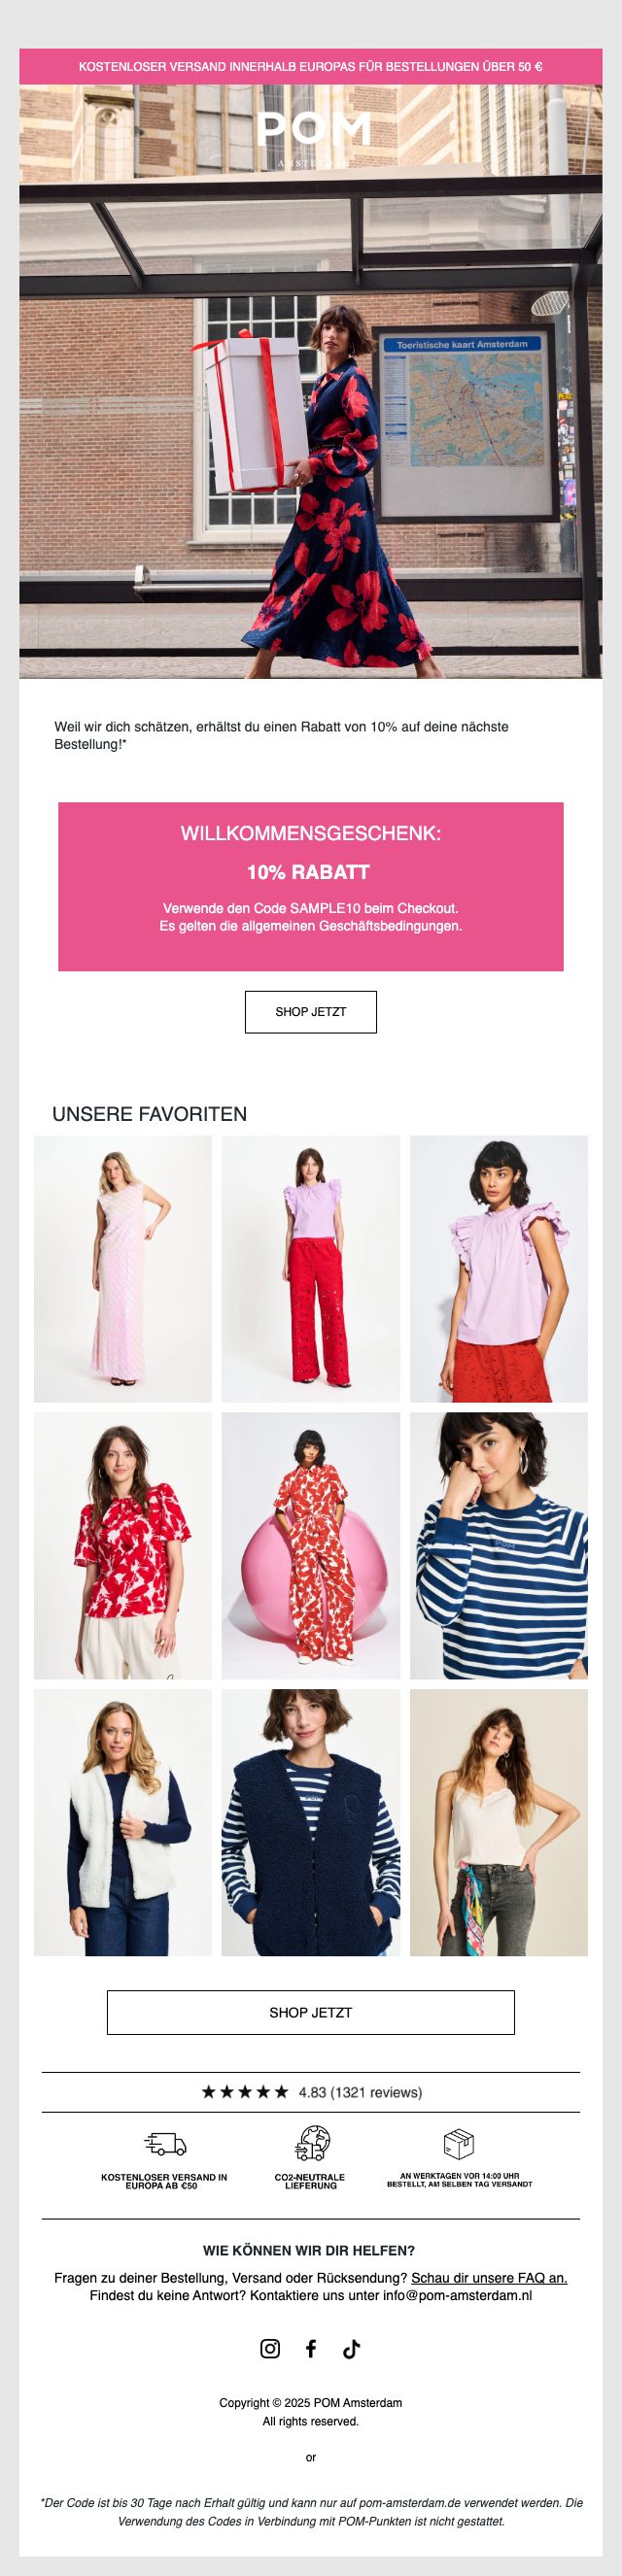 KOSTENLOSER VERSAND INNERHALB EUROPAS FÜR BESTELLUNGEN ÜBER 50 €
POM
AMSTERDAM
Toeristische kaart Amsterdam
Weil wir dich schätzen, erhältst du einen Rabatt von 10% auf deine nächste
Bestellung!*
WILLKOMMENSGESCHENK:
10% RABATT
Verwende den Code SAMPLE10 beim Checkout.
Es gelten die allgemeinen Geschäftsbedingungen.
SHOP JETZT
UNSERE FAVORITEN
POM
SHOP JETZT
4.83 (1321 reviews)
KOSTENLOSER VERSAND IN
EUROPA AB €50
CO2-NEUTRALE
LIEFERUNG
AN WERKTAGEN VOR 14:00 UHR
BESTELLT, AM SELBEN TAG VERSANDT
WIE KÖNNEN WIR DIR HELFEN?
Fragen zu deiner Bestellung, Versand oder Rücksendung? Schau dir unsere FAQ an.
Findest du keine Antwort? Kontaktiere uns unter info@pom-amsterdam.nl
Copyright © 2025 POM Amsterdam
All rights reserved.
or
*Der Code ist bis 30 Tage nach Erhalt gültig und kann nur auf pom-amsterdam.de verwendet werden. Die
Verwendung des Codes in Verbindung mit POM-Punkten ist nicht gestattet.